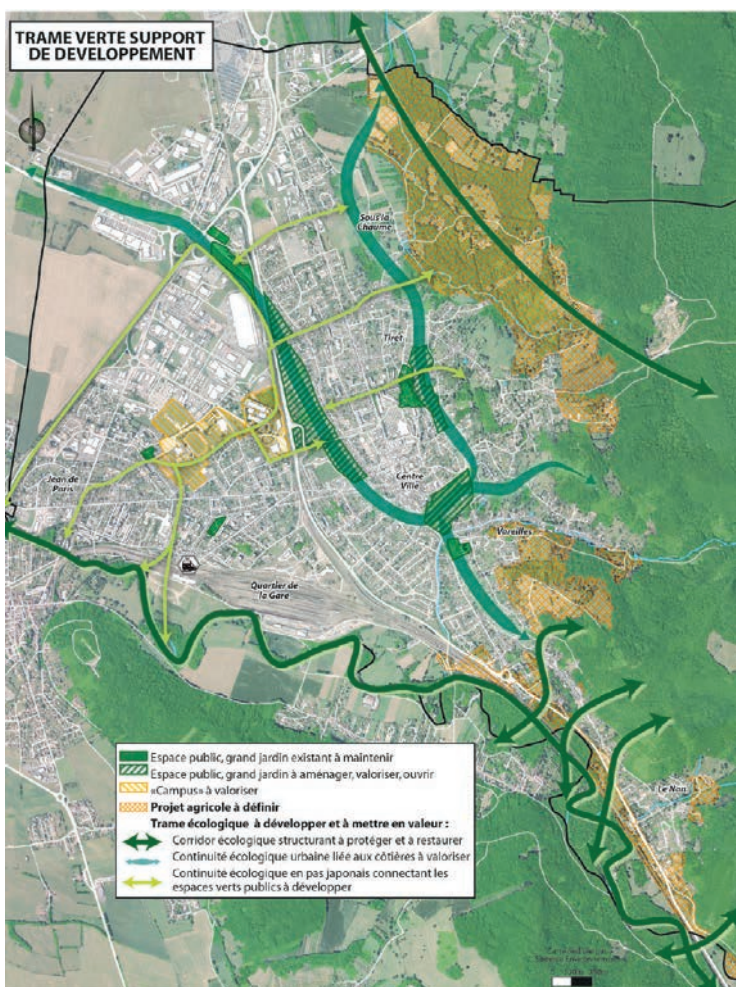 TRAME VERTE SUPPORT
DE DEVELOPPEMENT
Sous la
Chaume
Tiret
Jean de
Paris
Centre
Ville
Vareilles
Quartier de
la Gare
Le Non
Espace public, grand jardin existant à maintenir
Espace public, grand jardin à aménager, valoriser, ouvrir
«Campus» à valoriser
Projet agricole à définir
Trame écologique à développer et à mettre en valeur :
Corridor écologique structurant à protéger et à restaurer
Continuité écologique urbaine liée aux côtières à valoriser
Continuité écologique en pas japonais connectant les
espaces verts publics à développer